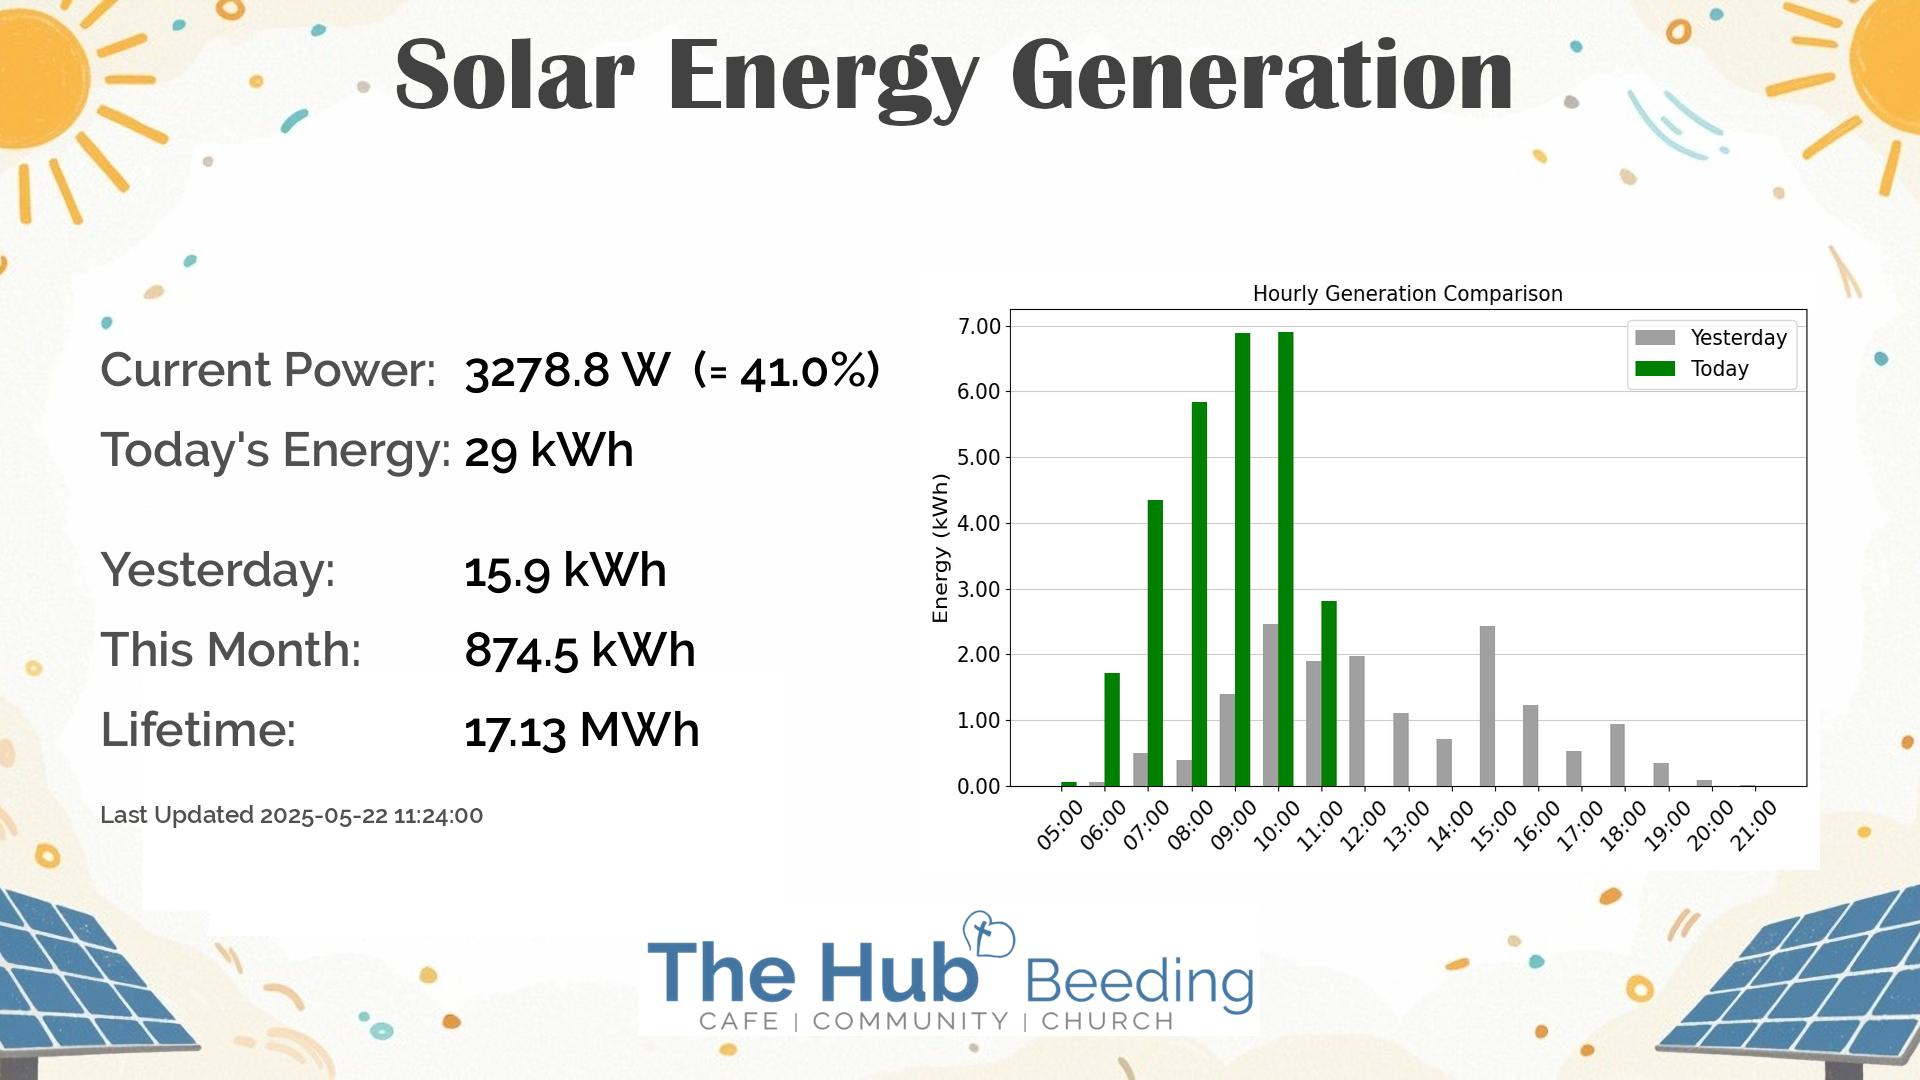 Solar Energy Generation
Current Power: 3278.8 W (= 41.0%)
Today's Energy: 29 kWh
Yesterday: 15.9 kWh
This Month: 874.5 kWh
Lifetime: 17.13 MWh
Last Updated 2025-05-22 11:24:00
Hourly Generation Comparison
Yesterday
Today
Energy (kWh)
7.00
6.00
5.00
4.00
3.00
2.00
1.00
0.00
05:00 06:00 07:00 08:00 09:00 10:00 11:00 12:00 13:00 14:00 15:00 16:00 17:00 18:00 19:00 20:00 21:00
The Hub Beeding
CAFE | COMMUNITY | CHURCH